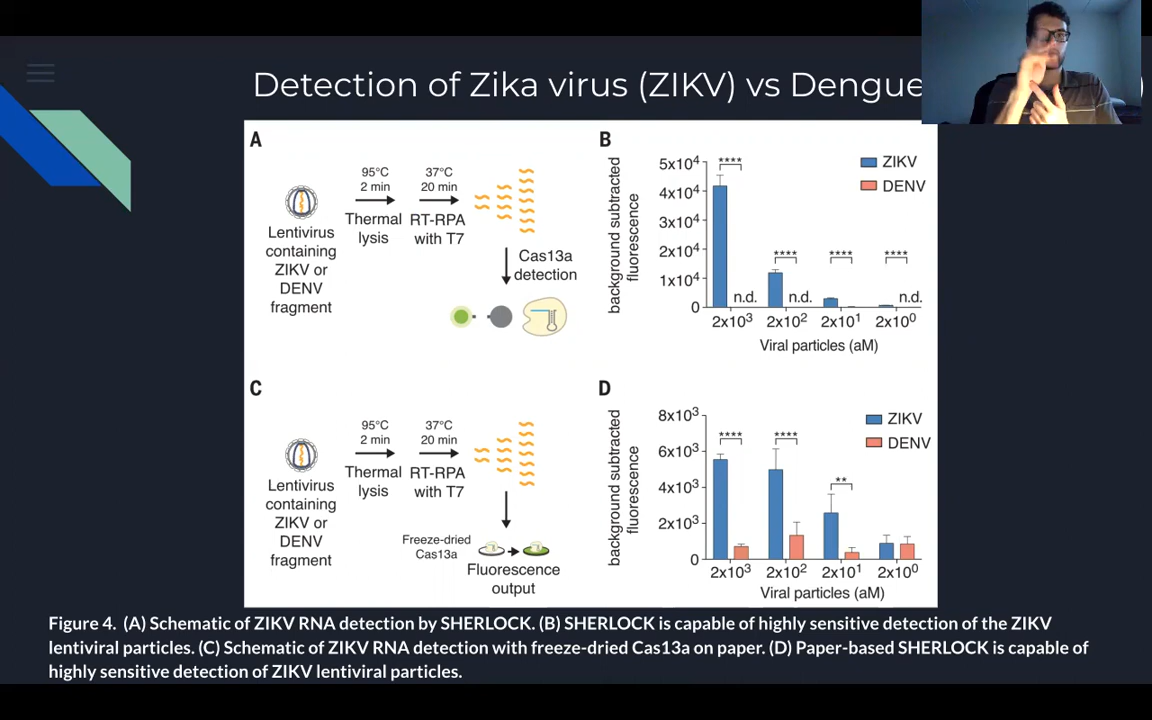 Detection of Zika virus (ZIKV) vs Dengue
A
95°C
2 min
37°C
20 min
Thermal
lysis
RT-RPA
with T7
Lentivirus
containing
ZIKV or
DENV
fragment
Cas13a
detection
B
background subtracted
fluorescence
5x10⁴
4x10⁴
3x10⁴
2x10⁴
1x10⁴
0
ZIKV
DENV
****
**** **** ****
n.d. n.d. n.d.
2x10³ 2x10² 2x10¹ 2x10⁰
Viral particles (aM)
C
95°C
2 min
37°C
20 min
Thermal
lysis
RT-RPA
with T7
Lentivirus
containing
ZIKV or
DENV
fragment
Freeze-dried
Cas13a
Fluorescence
output
D
background subtracted
fluorescence
8x10³
6x10³
4x10³
2x10³
0
ZIKV
DENV
**** ****
**
2x10³ 2x10² 2x10¹ 2x10⁰
Viral particles (aM)
Figure 4. (A) Schematic of ZIKV RNA detection by SHERLOCK. (B) SHERLOCK is capable of highly sensitive detection of the ZIKV
lentiviral particles. (C) Schematic of ZIKV RNA detection with freeze-dried Cas13a on paper. (D) Paper-based SHERLOCK is capable of
highly sensitive detection of ZIKV lentiviral particles.